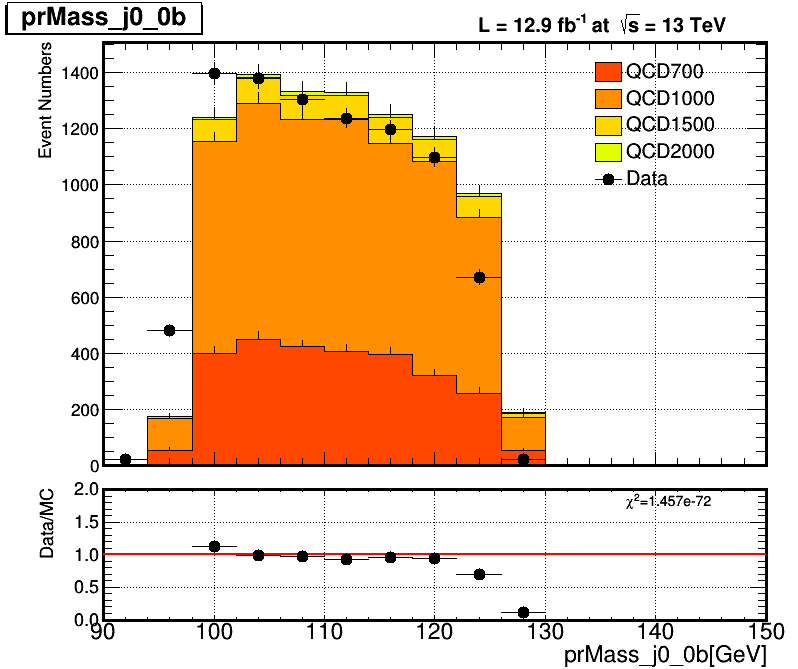 prMass_j0_0b
L = 12.9 fb⁻¹ at √s = 13 TeV
Event Numbers
1400
1200
1000
800
600
400
200
0
QCD700
QCD1000
QCD1500
QCD2000
Data
Data/MC
2.0
1.5
1.0
0.5
0.0
χ²=1.457e-72
90 100 110 120 130 140 150
prMass_j0_0b[GeV]